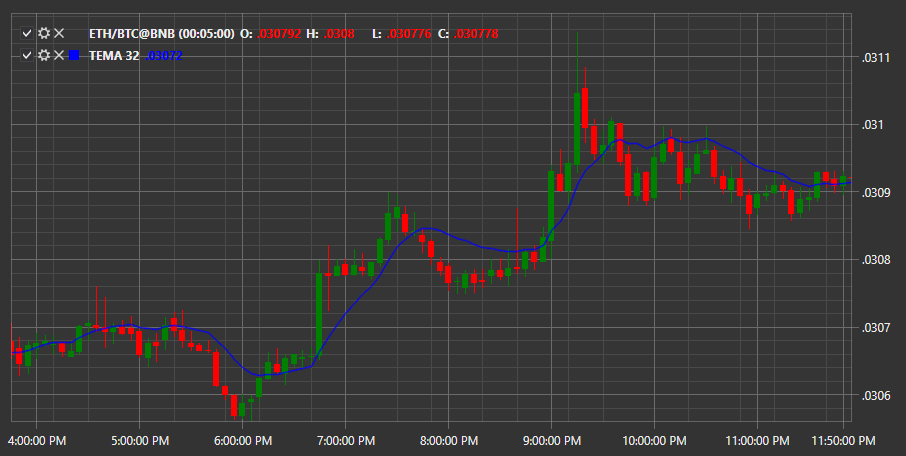 ETH/BTC@BNB (00:05:00) O: .030792 H: .0308 L: .030776 C: .030778
TEMA 32 .03072
.0311
.031
.0309
.0308
.0307
.0306
4:00:00 PM 5:00:00 PM 6:00:00 PM 7:00:00 PM 8:00:00 PM 9:00:00 PM 10:00:00 PM 11:00:00 PM 11:50:00 PM